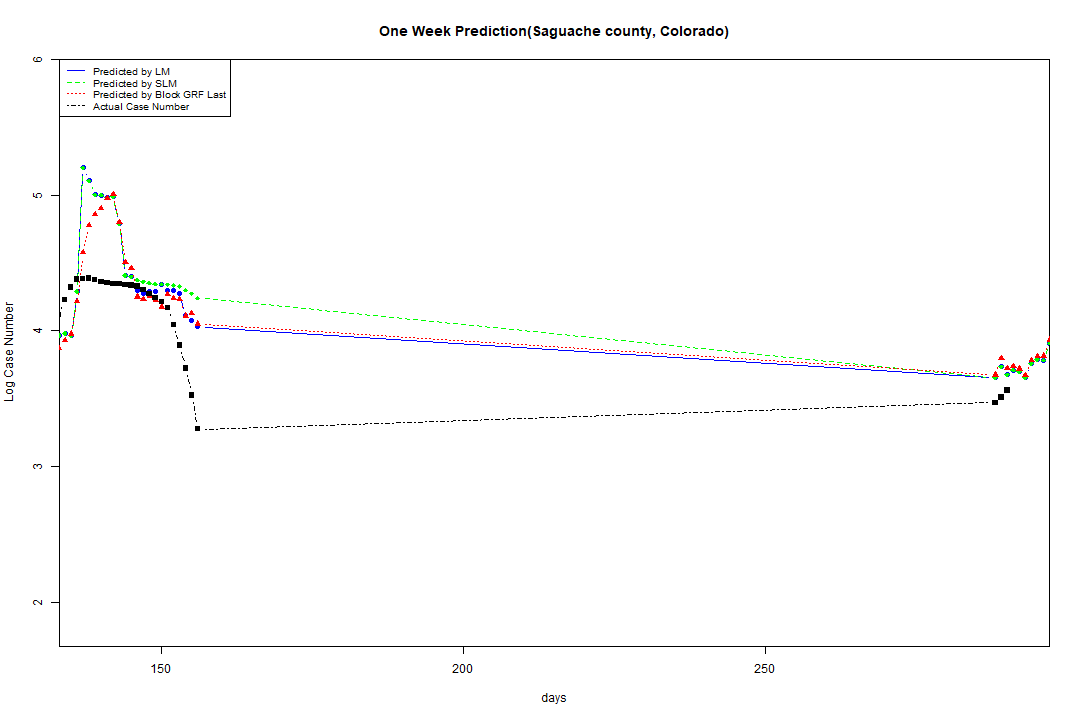 One Week Prediction(Saguache county, Colorado)
6
Predicted by LM
Predicted by SLM
Predicted by Block GRF Last
Actual Case Number
5
4
3
2
Log Case Number
150
200
250
days